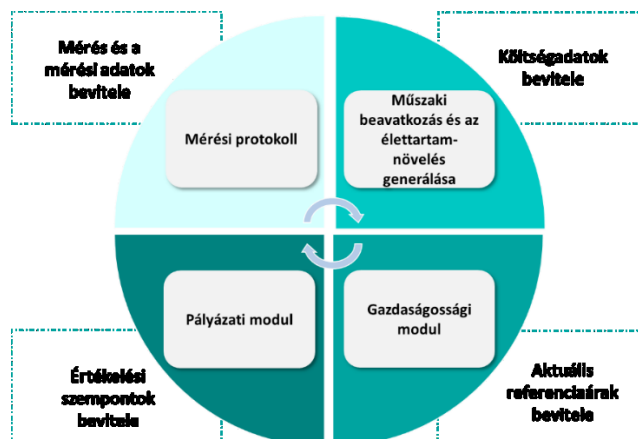 Mérés és a
mérési adatok
bevitele
Költségadatok
bevitele
Mérési protokoll
Műszaki
beavatkozás és az
élettartam-
növelés
generálása
Pályázati modul
Gazdaságossági
modul
Értékelési
szempontok
bevitele
Aktuális
referenciaárak
bevitele